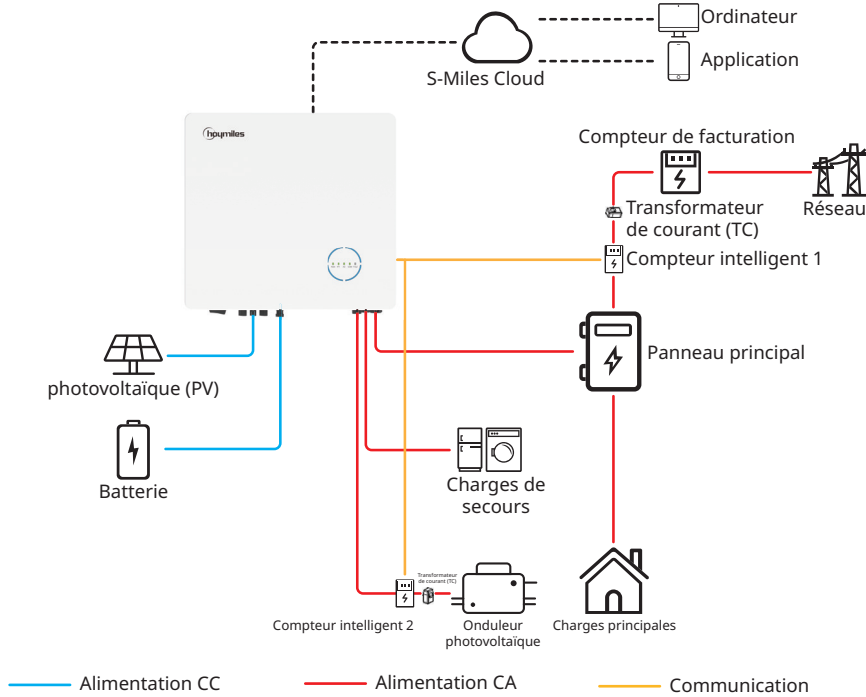 Ordinateur
Application
S-Miles Cloud
hoymiles
Compteur de facturation
Réseau
Transformateur
de courant (TC)
Compteur intelligent 1
Panneau principal
photovoltaïque (PV)
Batterie
Charges de
secours
Transformateur
de courant (TC)
Compteur intelligent 2
Onduleur
photovoltaïque
Charges principales
Alimentation CC
Alimentation CA
Communication